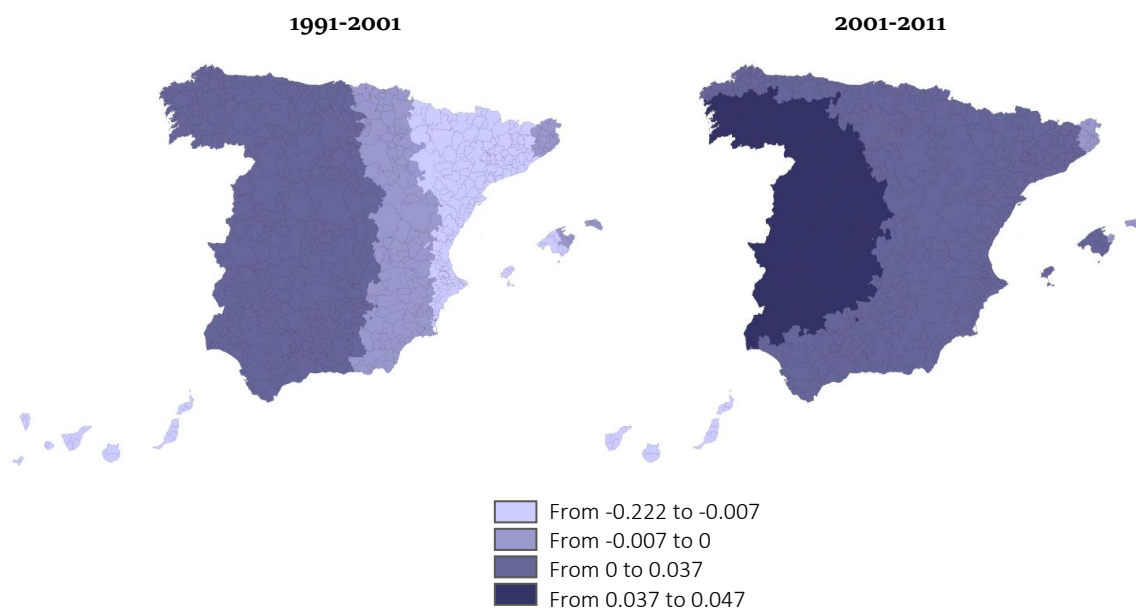 1991-2001
2001-2011
From -0.222 to -0.007
From -0.007 to 0
From 0 to 0.037
From 0.037 to 0.047